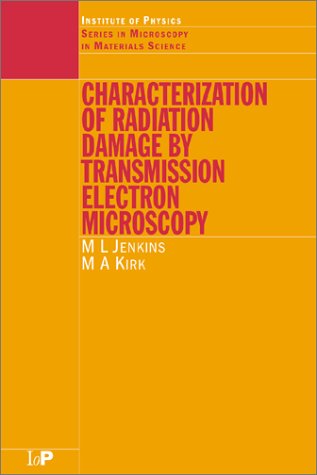 Institute of Physics
Series in Microscopy
in Materials Science
CHARACTERIZATION
OF RADIATION
DAMAGE BY
TRANSMISSION
ELECTRON
MICROSCOPY
M L Jenkins
M A Kirk
IoP